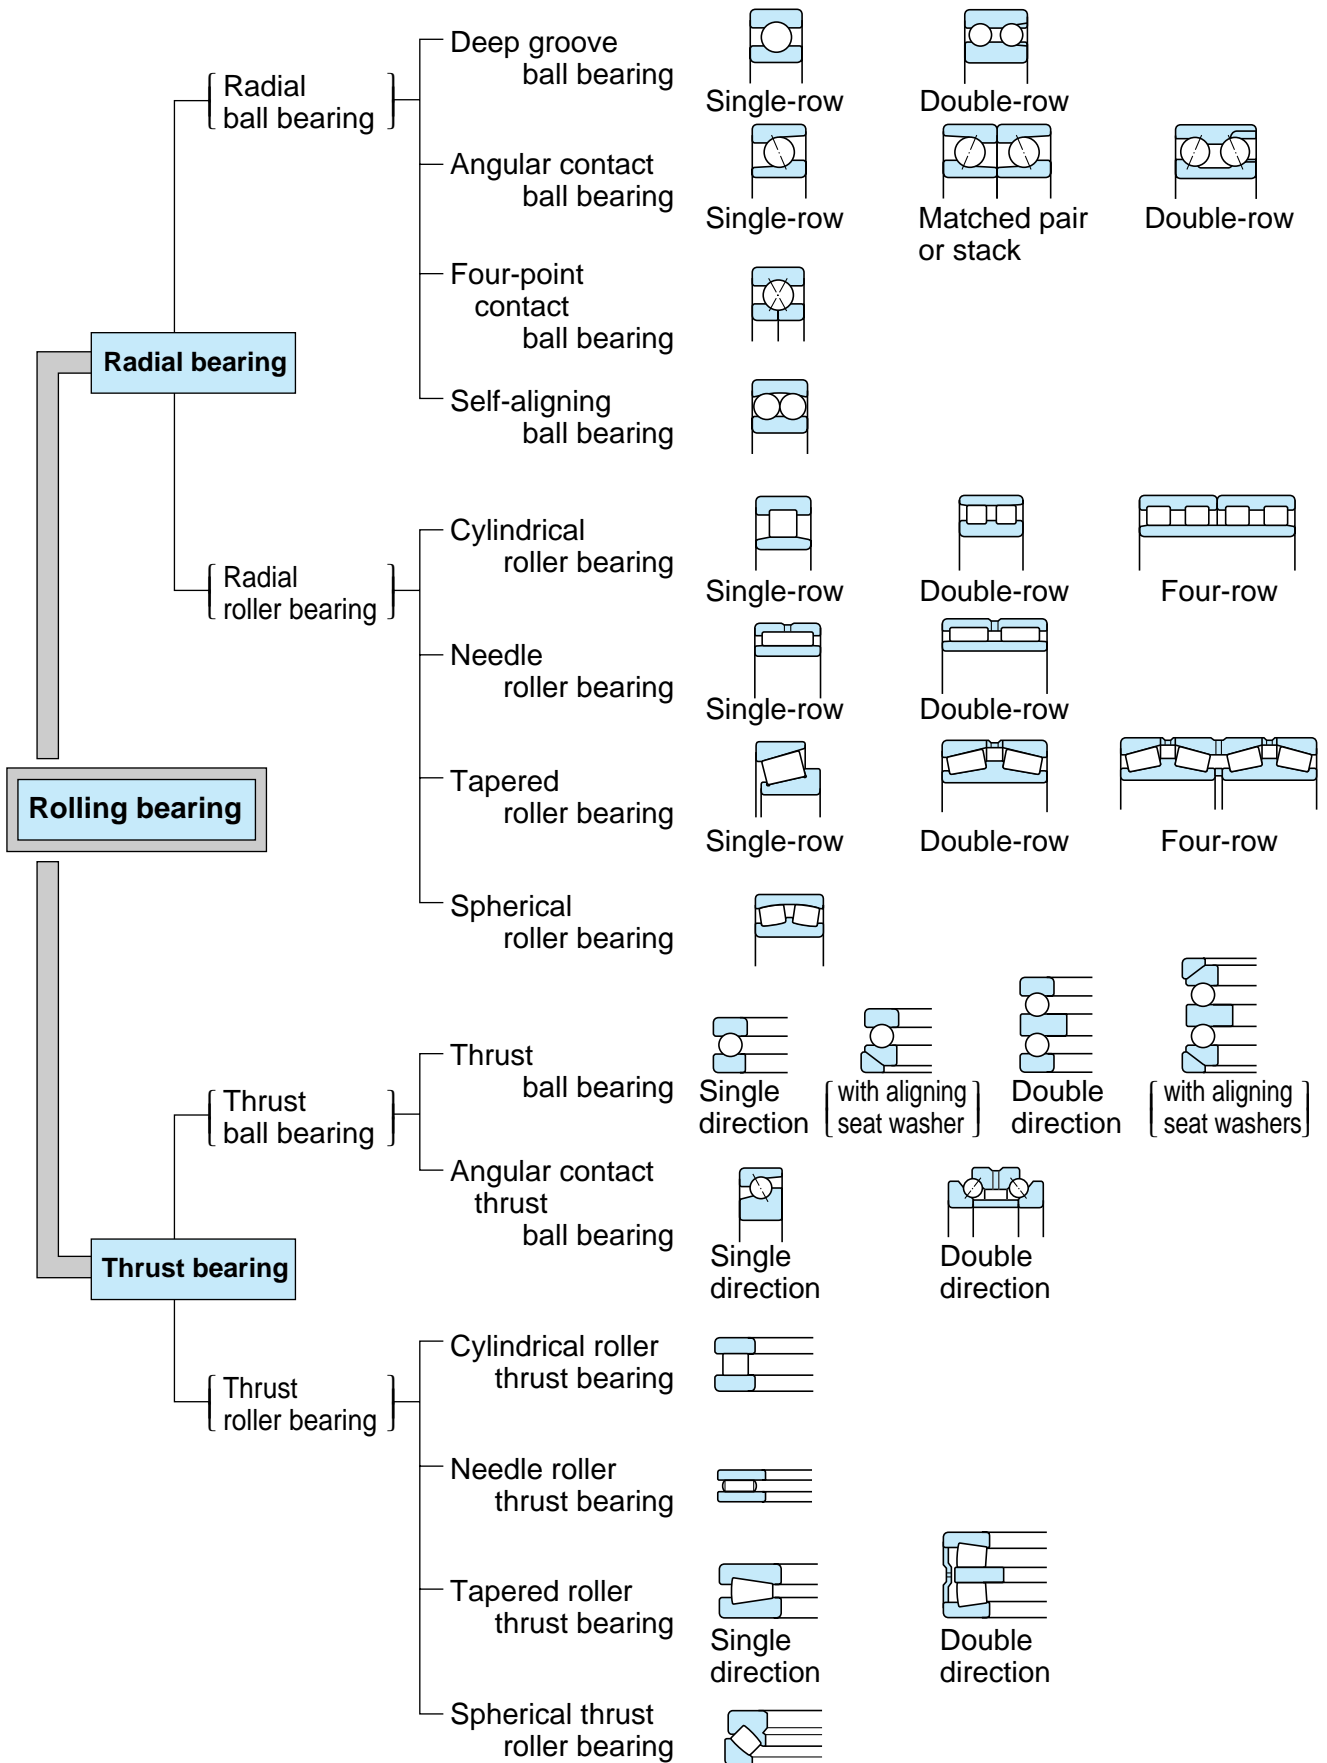 Deep groove
ball bearing
Single-row
Double-row
Radial
ball bearing
Angular contact
ball bearing
Single-row
Matched pair
or stack
Double-row
Four-point
contact
ball bearing
Radial bearing
Self-aligning
ball bearing
Cylindrical
roller bearing
Single-row
Double-row
Four-row
Radial
roller bearing
Needle
roller bearing
Single-row
Double-row
Tapered
roller bearing
Single-row
Double-row
Four-row
Rolling bearing
Spherical
roller bearing
Thrust
ball bearing
Single
direction
with aligning
seat washer
Double
direction
with aligning
seat washers
Thrust
ball bearing
Angular contact
thrust
ball bearing
Single
direction
Double
direction
Thrust bearing
Cylindrical roller
thrust bearing
Thrust
roller bearing
Needle roller
thrust bearing
Tapered roller
thrust bearing
Single
direction
Double
direction
Spherical thrust
roller bearing